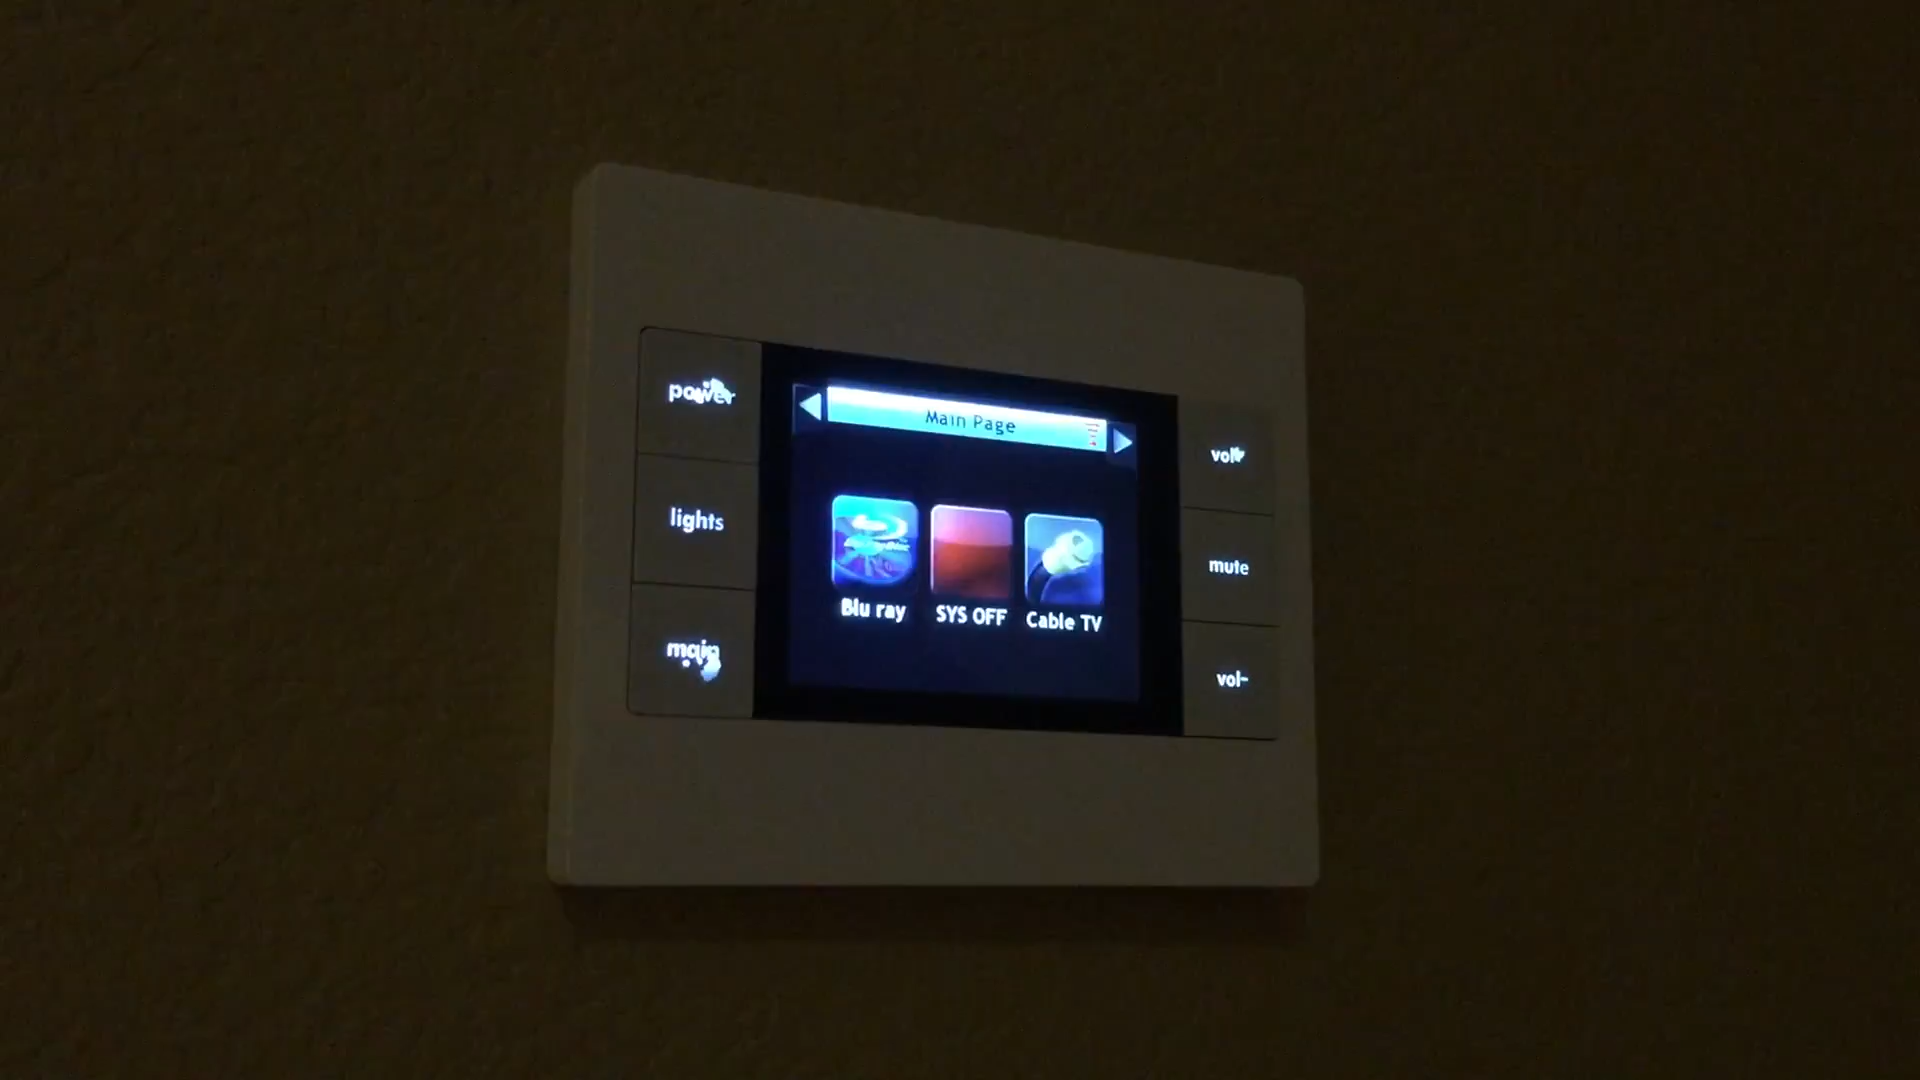 power
lights
main
Main Page
Blu ray
SYS OFF
Cable TV
vol+
mute
vol-